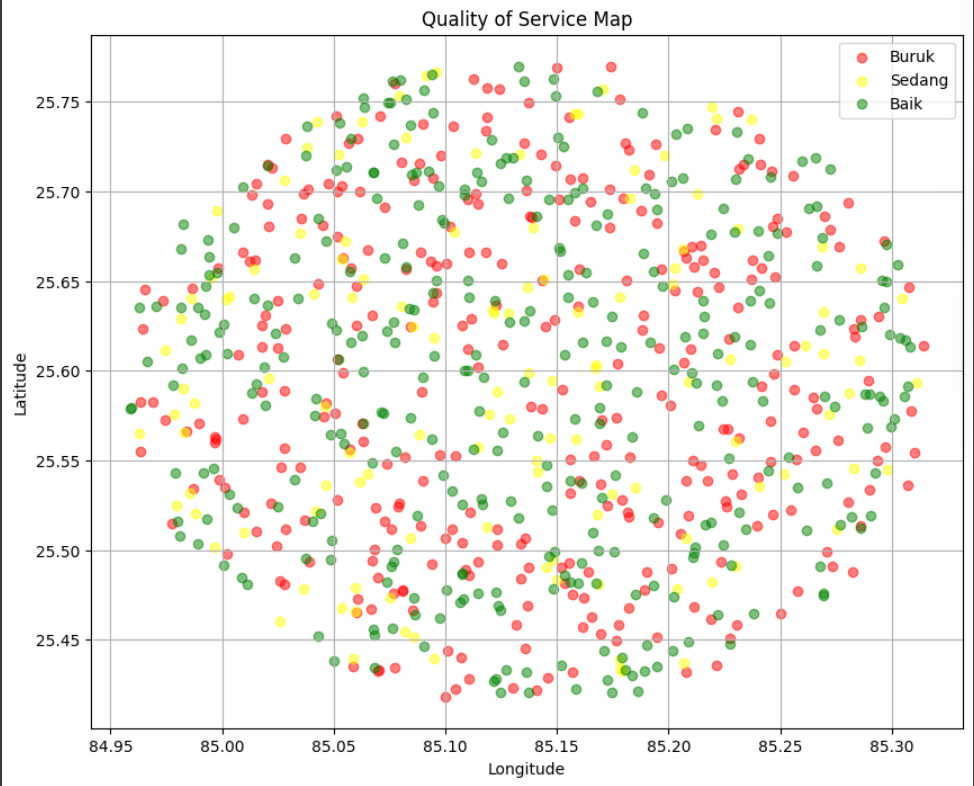 Quality of Service Map
Buruk
Sedang
Baik
25.75
25.70
25.65
25.60
25.55
25.50
25.45
Latitude
84.95 85.00 85.05 85.10 85.15 85.20 85.25 85.30
Longitude